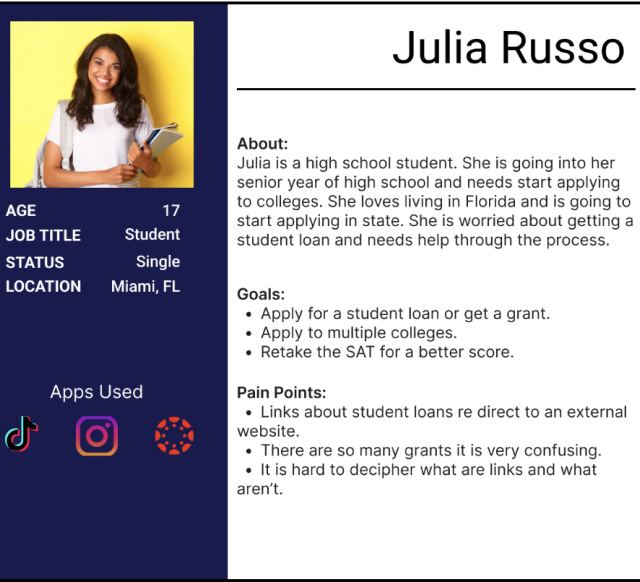 Julia Russo
AGE 17
JOB TITLE Student
STATUS Single
LOCATION Miami, FL
Apps Used
About:
Julia is a high school student. She is going into her
senior year of high school and needs start applying
to colleges. She loves living in Florida and is going to
start applying in state. She is worried about getting a
student loan and needs help through the process.
Goals:
• Apply for a student loan or get a grant.
• Apply to multiple colleges.
• Retake the SAT for a better score.
Pain Points:
• Links about student loans re direct to an external
website.
• There are so many grants it is very confusing.
• It is hard to decipher what are links and what
aren’t.